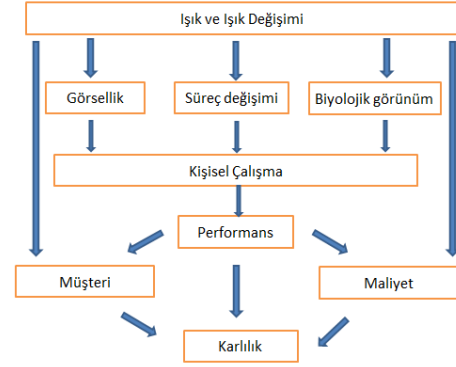 Işık ve Işık Değişimi
Görsellik
Süreç değişimi
Biyolojik görünüm
Kişisel Çalışma
Performans
Müşteri
Maliyet
Karlılık